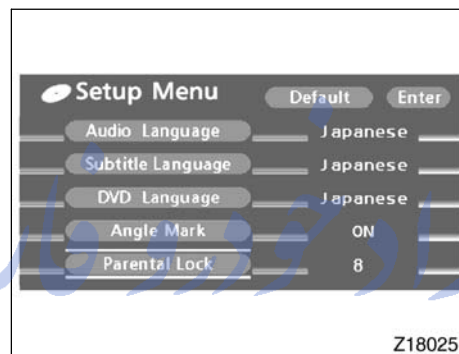 Setup Menu Default Enter
Audio Language Japanese
Subtitle Language Japanese
DVD Language Japanese
Angle Mark ON
Parental Lock 8
Z18025